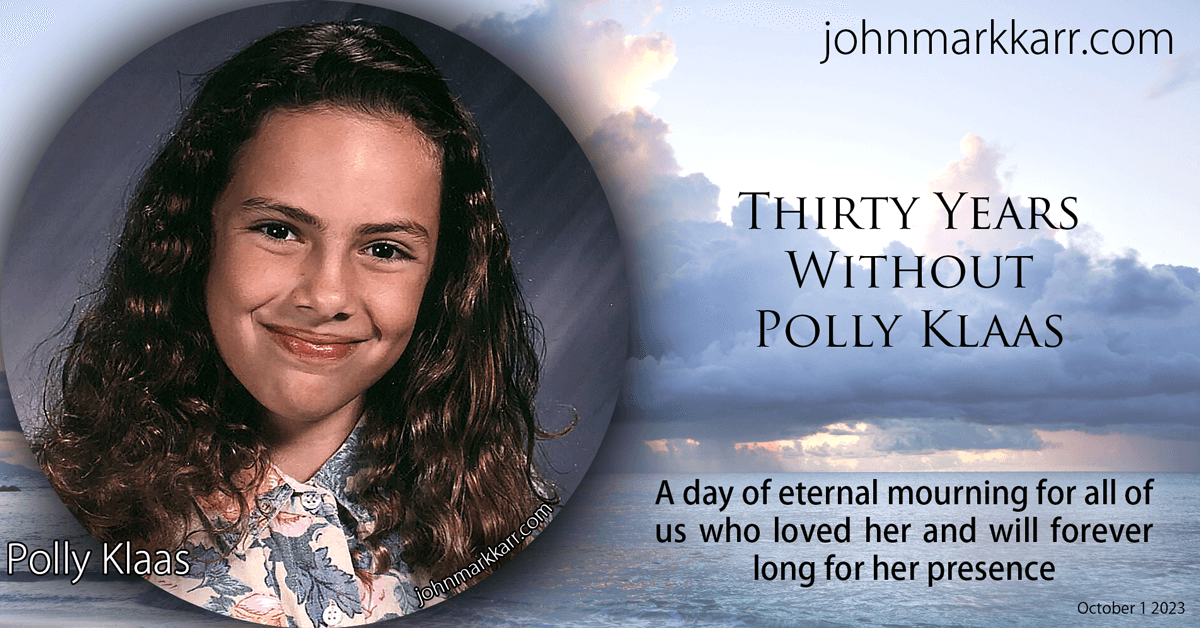 johnmarkkarr.com
THIRTY YEARS
WITHOUT
POLLY KLAAS
A day of eternal mourning for all of
us who loved her and will forever
long for her presence
Polly Klaas
johnmarkkarr.com
October 1 2023